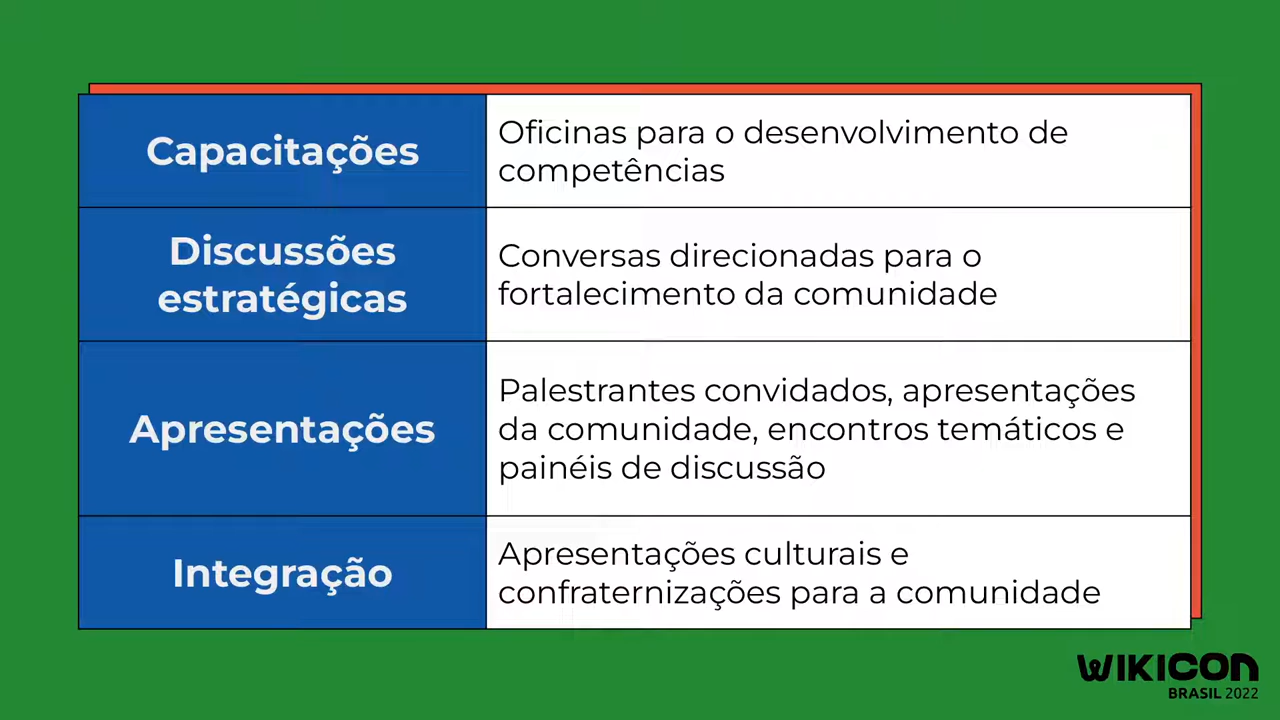 Capacitações
Oficinas para o desenvolvimento de
competências
Discussões
estratégicas
Conversas direcionadas para o
fortalecimento da comunidade
Apresentações
Palestrantes convidados, apresentações
da comunidade, encontros temáticos e
painéis de discussão
Integração
Apresentações culturais e
confraternizações para a comunidade
WIKICON
BRASIL 2022